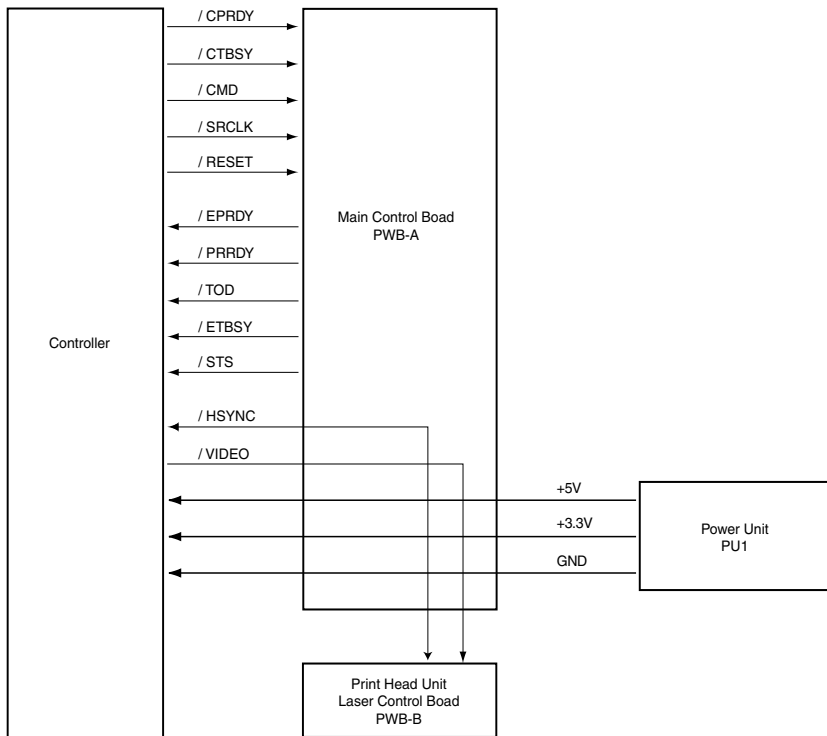 / CPRDY
/ CTBSY
/ CMD
/ SRCLK
/ RESET
/ EPRDY
/ PRRDY
/ TOD
/ ETBSY
/ STS
/ HSYNC
/ VIDEO
Controller
Main Control Boad
PWB-A
+5V
+3.3V
GND
Power Unit
PU1
Print Head Unit
Laser Control Boad
PWB-B